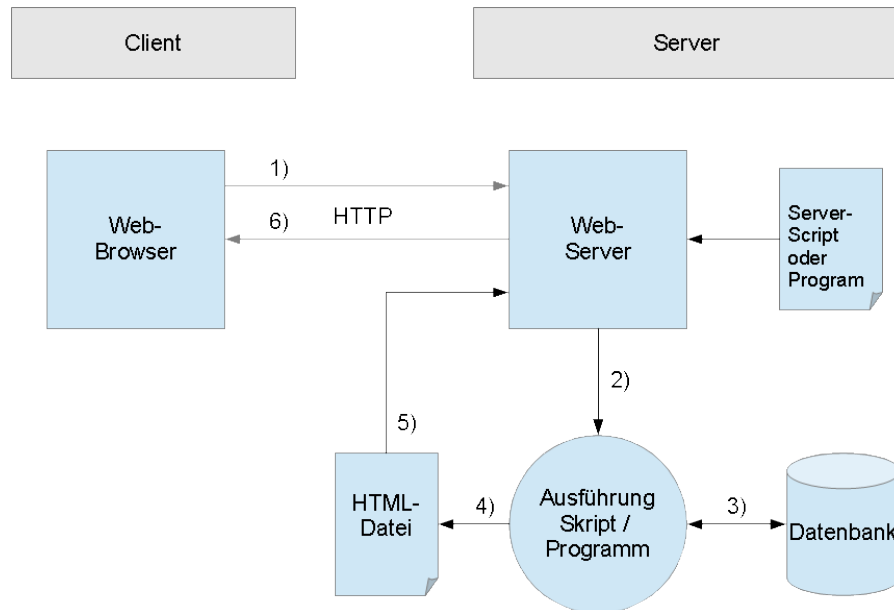 Client
Server
1)
6)
HTTP
Web-
Browser
Web-
Server
Server-
Script
oder
Program
2)
5)
HTML-
Datei
4)
Ausführung
Skript /
Programm
3)
Datenbank